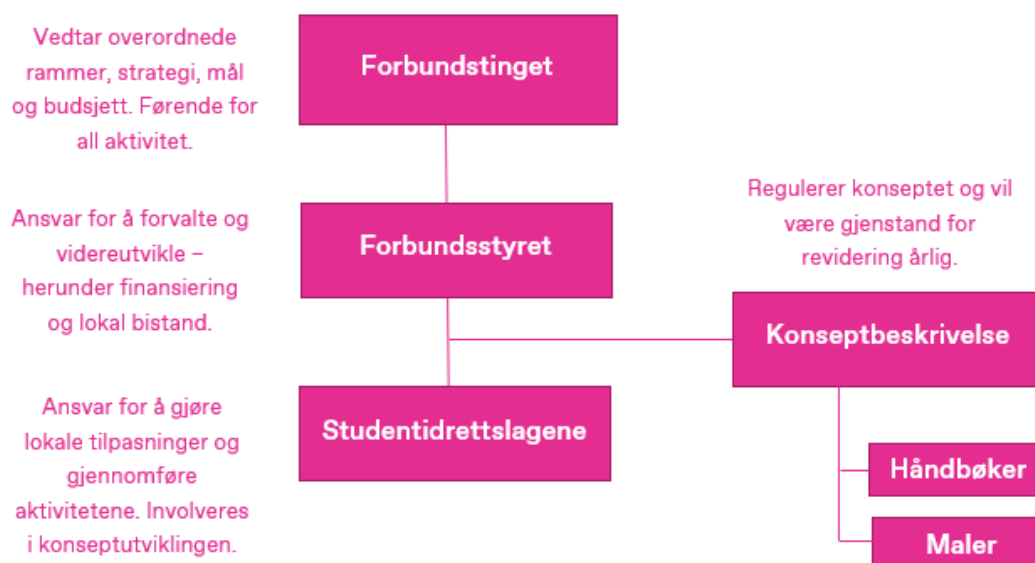 Vedtar overordnede
rammer, strategi, mål
og budsjett. Førende for
all aktivitet.
Forbundstinget
Ansvar for å forvalte og
videreutvikle –
herunder finansiering
og lokal bistand.
Forbundsstyret
Regulerer konseptet og vil
være gjenstand for
revidering årlig.
Konseptbeskrivelse
Ansvar for å gjøre
lokale tilpasninger og
gjennomføre
aktivitetene. Involveres
i konseptutviklingen.
Studentidrettslagene
Håndbøker
Maler